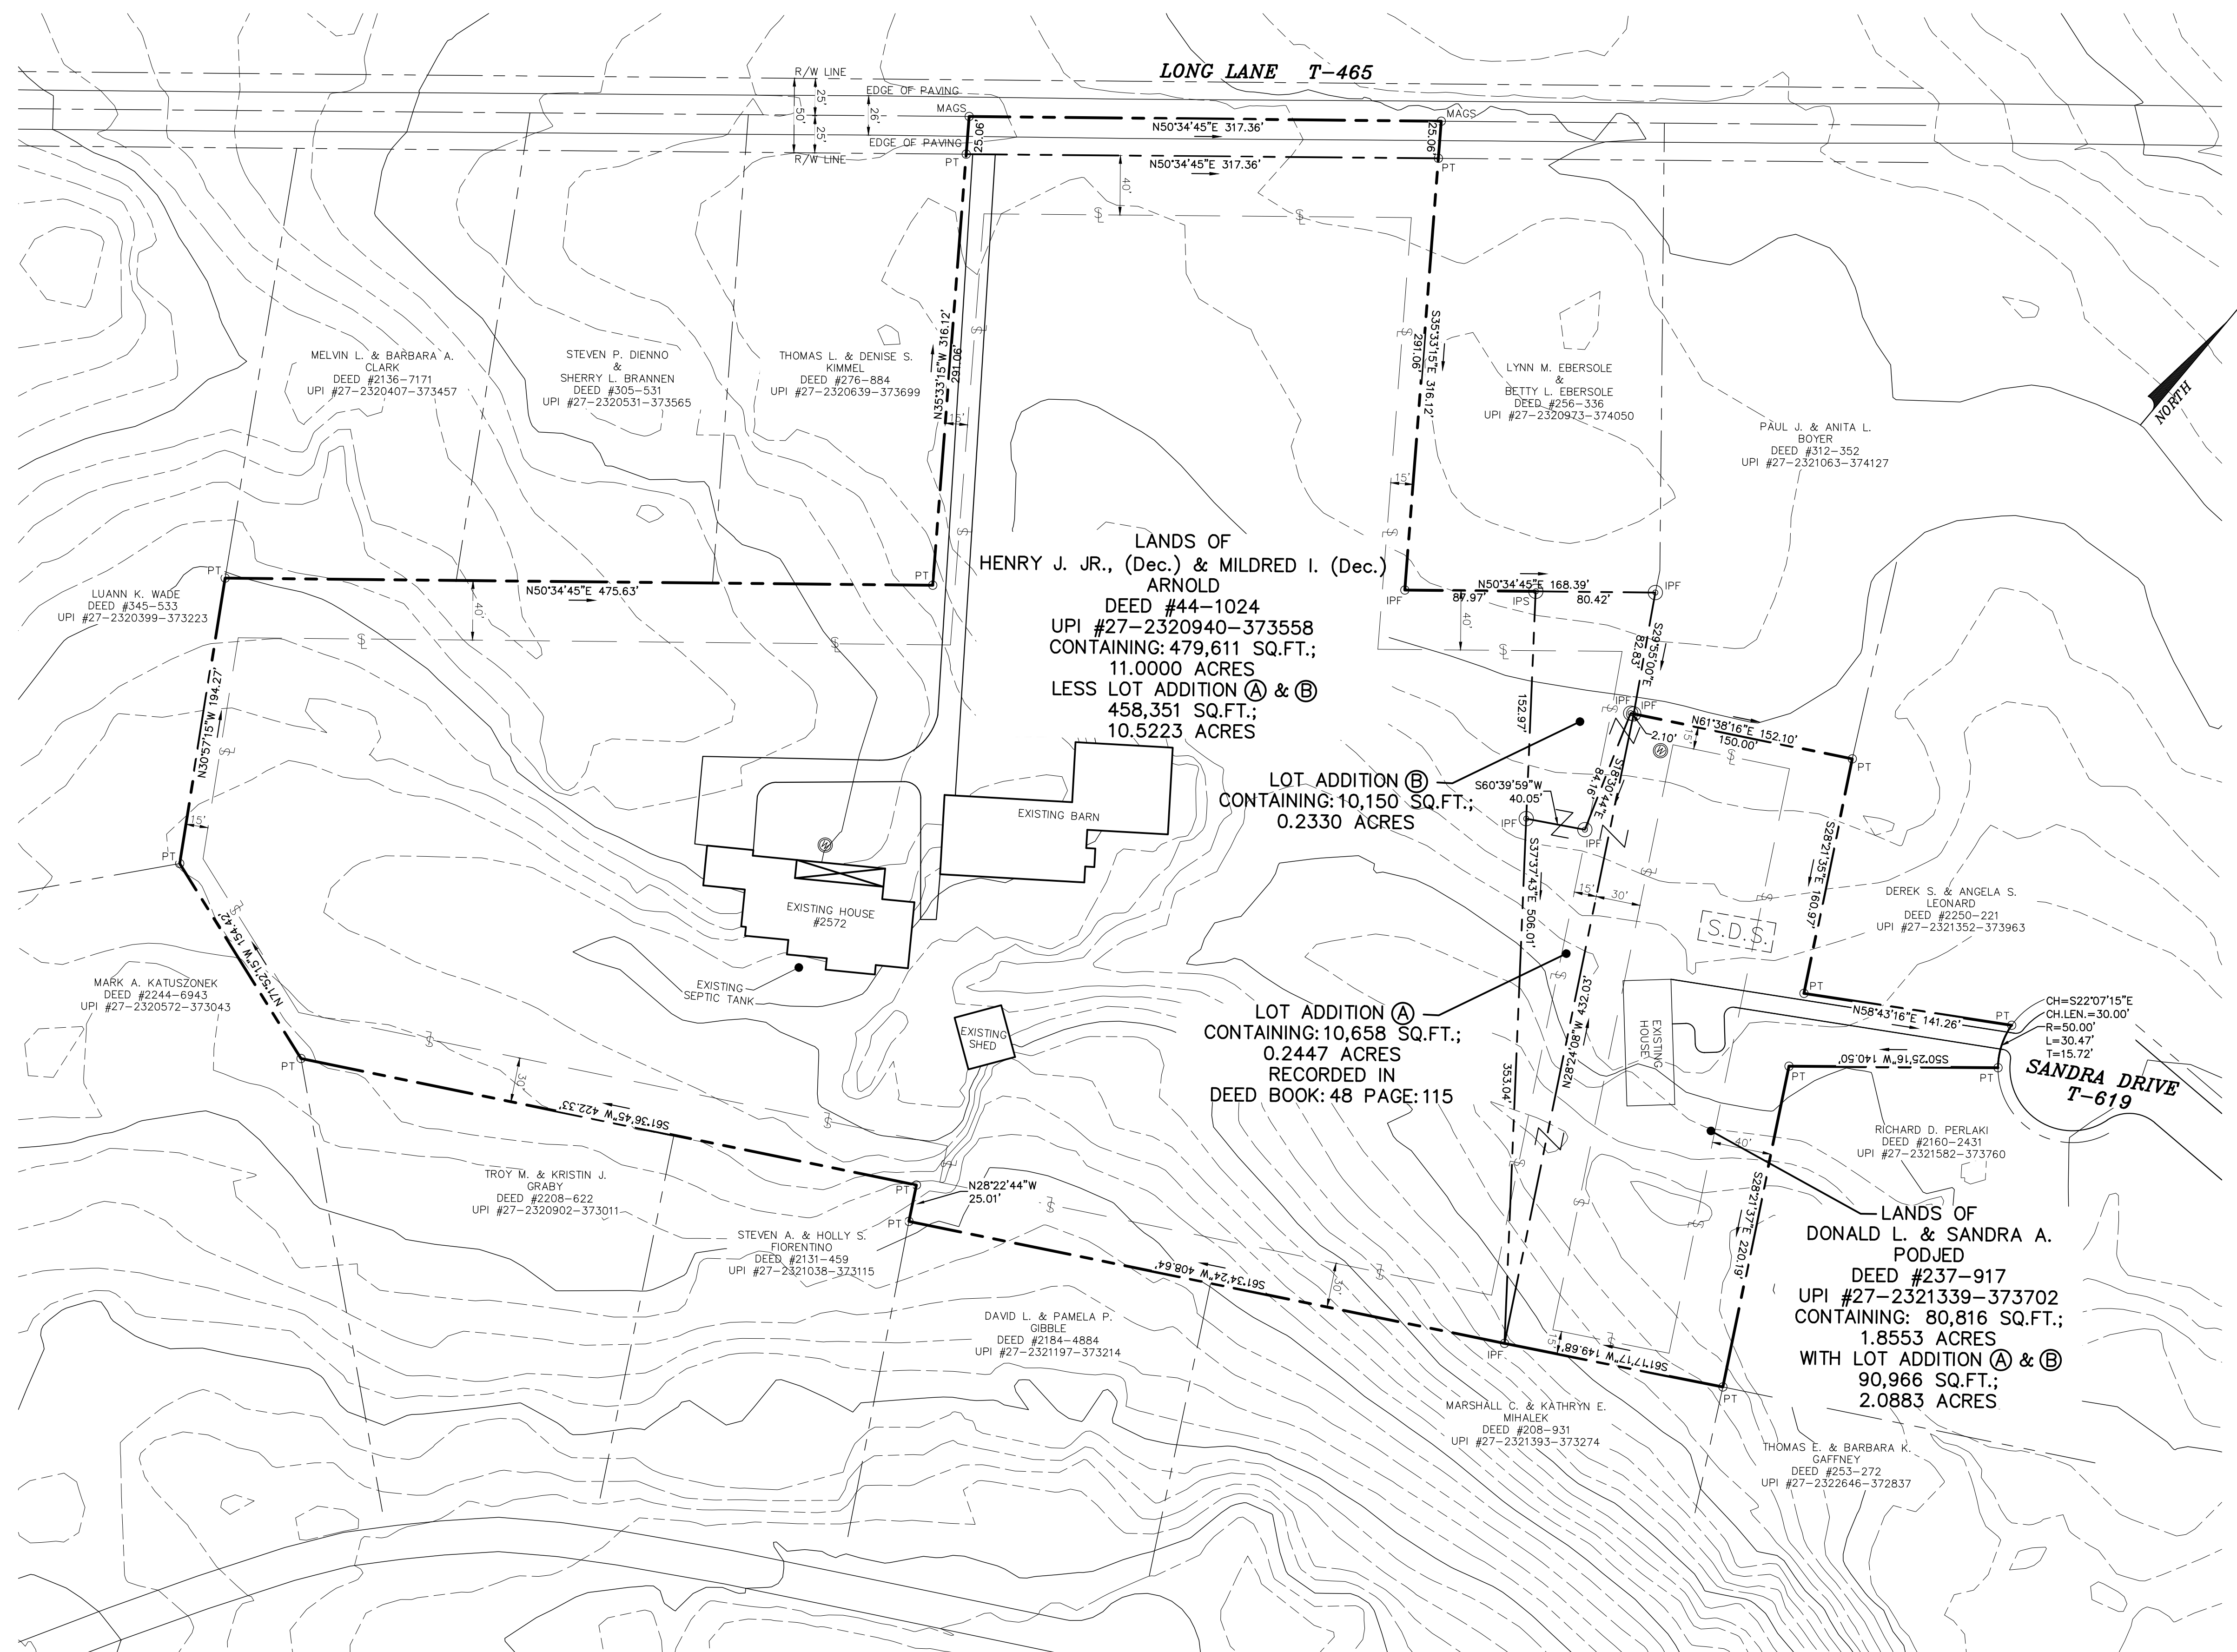 LONG LANE T-465
R/W LINE
EDGE OF PAVING
25'
50'
25'
26'
MAGS
MAGS
25.06'
25.06'
N50°34'45"E 317.36'
EDGE OF PAVING
R/W LINE
PT
PT
N50°34'45"E 317.36'
40'
MELVIN L. & BARBARA A.
CLARK
DEED #2136-7171
UPI #27-2320407-373457
STEVEN P. DIENNO
&
SHERRY L. BRANNEN
DEED #305-531
UPI #27-2320531-373565
THOMAS L. & DENISE S.
KIMMEL
DEED #276-884
UPI #27-2320639-373699
N35°33'15"W 316.12'
291.06'
15'
S35°33'15"E 316.12'
291.06'
15'
LYNN M. EBERSOLE
&
BETTY L. EBERSOLE
DEED #256-336
UPI #27-2320973-374050
PAUL J. & ANITA L.
BOYER
DEED #312-352
UPI #27-2321063-374127
NORTH
PT
PT
N50°34'45"E 475.63'
40'
LUANN K. WADE
DEED #345-533
UPI #27-2320399-373223
LANDS OF
HENRY J. JR., (Dec.) & MILDRED I. (Dec.)
ARNOLD
DEED #44-1024
UPI #27-2320940-373558
CONTAINING: 479,611 SQ.FT.;
11.0000 ACRES
LESS LOT ADDITION A & B
458,351 SQ.FT.;
10.5223 ACRES
N50°34'45"E 168.39'
IPF
87.97'
IPS
80.42'
IPF
40'
S29°55'00"E
82.83'
152.97'
IPF
IPF
N61°38'16"E 152.10'
150.00'
2.10'
15'
W
PT
S18°30'44"E
84.16'
S60°39'59"W
40.05'
IPF
IPF
LOT ADDITION B
CONTAINING: 10,150 SQ.FT.;
0.2330 ACRES
N30°57'15"W 194.27'
15'
PT
EXISTING BARN
W
EXISTING HOUSE
#2572
EXISTING
SEPTIC TANK
S37°37'43"E 506.01'
15'
30'
S28°21'35"E 160.97'
S.D.S.
DEREK S. & ANGELA S.
LEONARD
DEED #2250-221
UPI #27-2321352-373963
N71°52'15"W 154.42'
MARK A. KATUSZONEK
DEED #2244-6943
UPI #27-2320572-373043
PT
EXISTING
SHED
LOT ADDITION A
CONTAINING: 10,658 SQ.FT.;
0.2447 ACRES
RECORDED IN
DEED BOOK: 48 PAGE: 115
N28°24'08"W 432.03'
353.04'
EXISTING
HOUSE
PT
N58°43'16"E 141.26'
PT
CH=S22°07'15"E
CH.LEN.=30.00'
R=50.00'
L=30.47'
T=15.72'
S50°25'16"W 140.50'
PT
PT
SANDRA DRIVE
T-619
30'
S61°36'45"W 422.33'
40'
RICHARD D. PERLAKI
DEED #2160-2431
UPI #27-2321582-373760
TROY M. & KRISTIN J.
GRABY
DEED #2208-622
UPI #27-2320902-373011
PT
PT
N28°22'44"W
25.01'
STEVEN A. & HOLLY S.
FIORENTINO
DEED #2131-459
UPI #27-2321038-373115
S61°34'24"W 408.64'
30'
S28°21'37"E 220.19'
LANDS OF
DONALD L. & SANDRA A.
PODJED
DEED #237-917
UPI #27-2321339-373702
CONTAINING: 80,816 SQ.FT.;
1.8553 ACRES
WITH LOT ADDITION A & B
90,966 SQ.FT.;
2.0883 ACRES
DAVID L. & PAMELA P.
GIBBLE
DEED #2184-4884
UPI #27-2321197-373214
IPF
15'
S61°17'17"W 149.68'
PT
MARSHALL C. & KATHRYN E.
MIHALEK
DEED #208-931
UPI #27-2321393-373274
THOMAS E. & BARBARA K.
GAFFNEY
DEED #253-272
UPI #27-2322646-372837